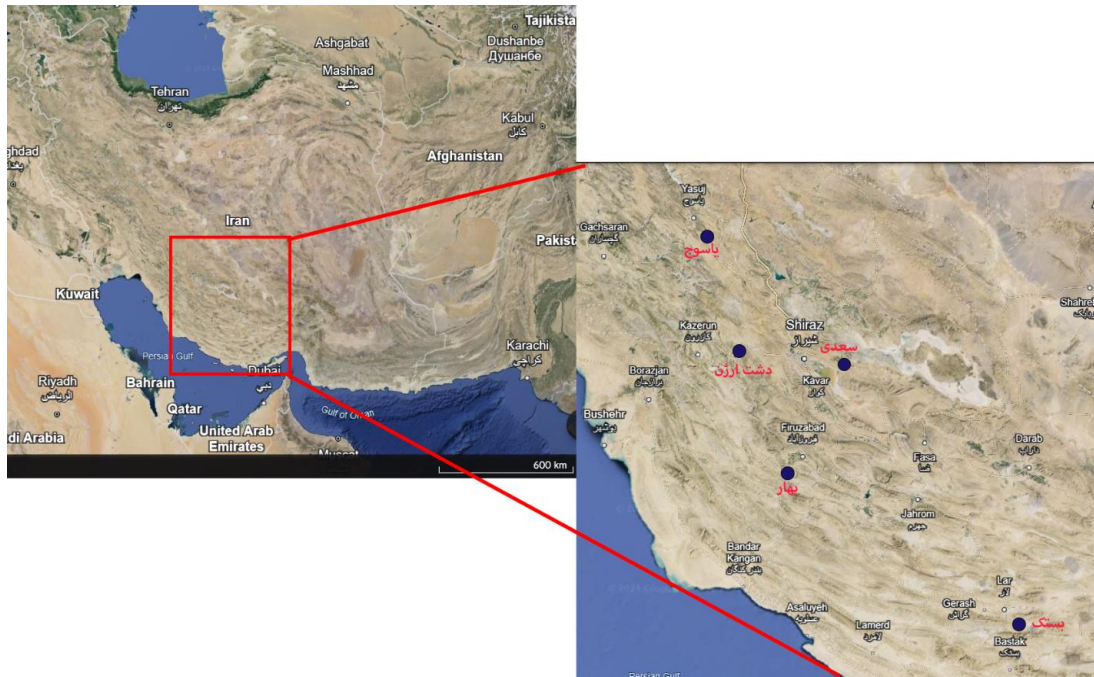 Tajikista
Ashgabat
Dushanbe
Душанбе
Mashhad
مشهد
Tehran
تهران
Kabul
کابل
ghdad
بغداد
Afghanistan
Iran
Pakist
Kuwait
Persian Gulf
Bahrain
Qatar
Dubai
دبي
Riyadh
الرياض
di Arabia
United Arab
Emirates
Gulf of Oman
Muscat
Karachi
کراچی
600 km
Yasuj
یاسوج
Gachsaran
گچساران
یاسوج
Shahre
Kazerun
کازرون
Shiraz
شیراز
سعدی
دشت ارژن
Borazjan
برازجان
Kavar
کوار
Bushehr
بوشهر
Firuzabad
فیروزآباد
Fasa
فسا
Darab
داراب
بهار
Jahrom
جهرم
Bandar
Kangan
بندر کنگان
Asaluyeh
عسلویه
Lamerd
لامرد
Lar
لار
Gerash
گراش
بستک
Bastak
بستک
Persian Gulf